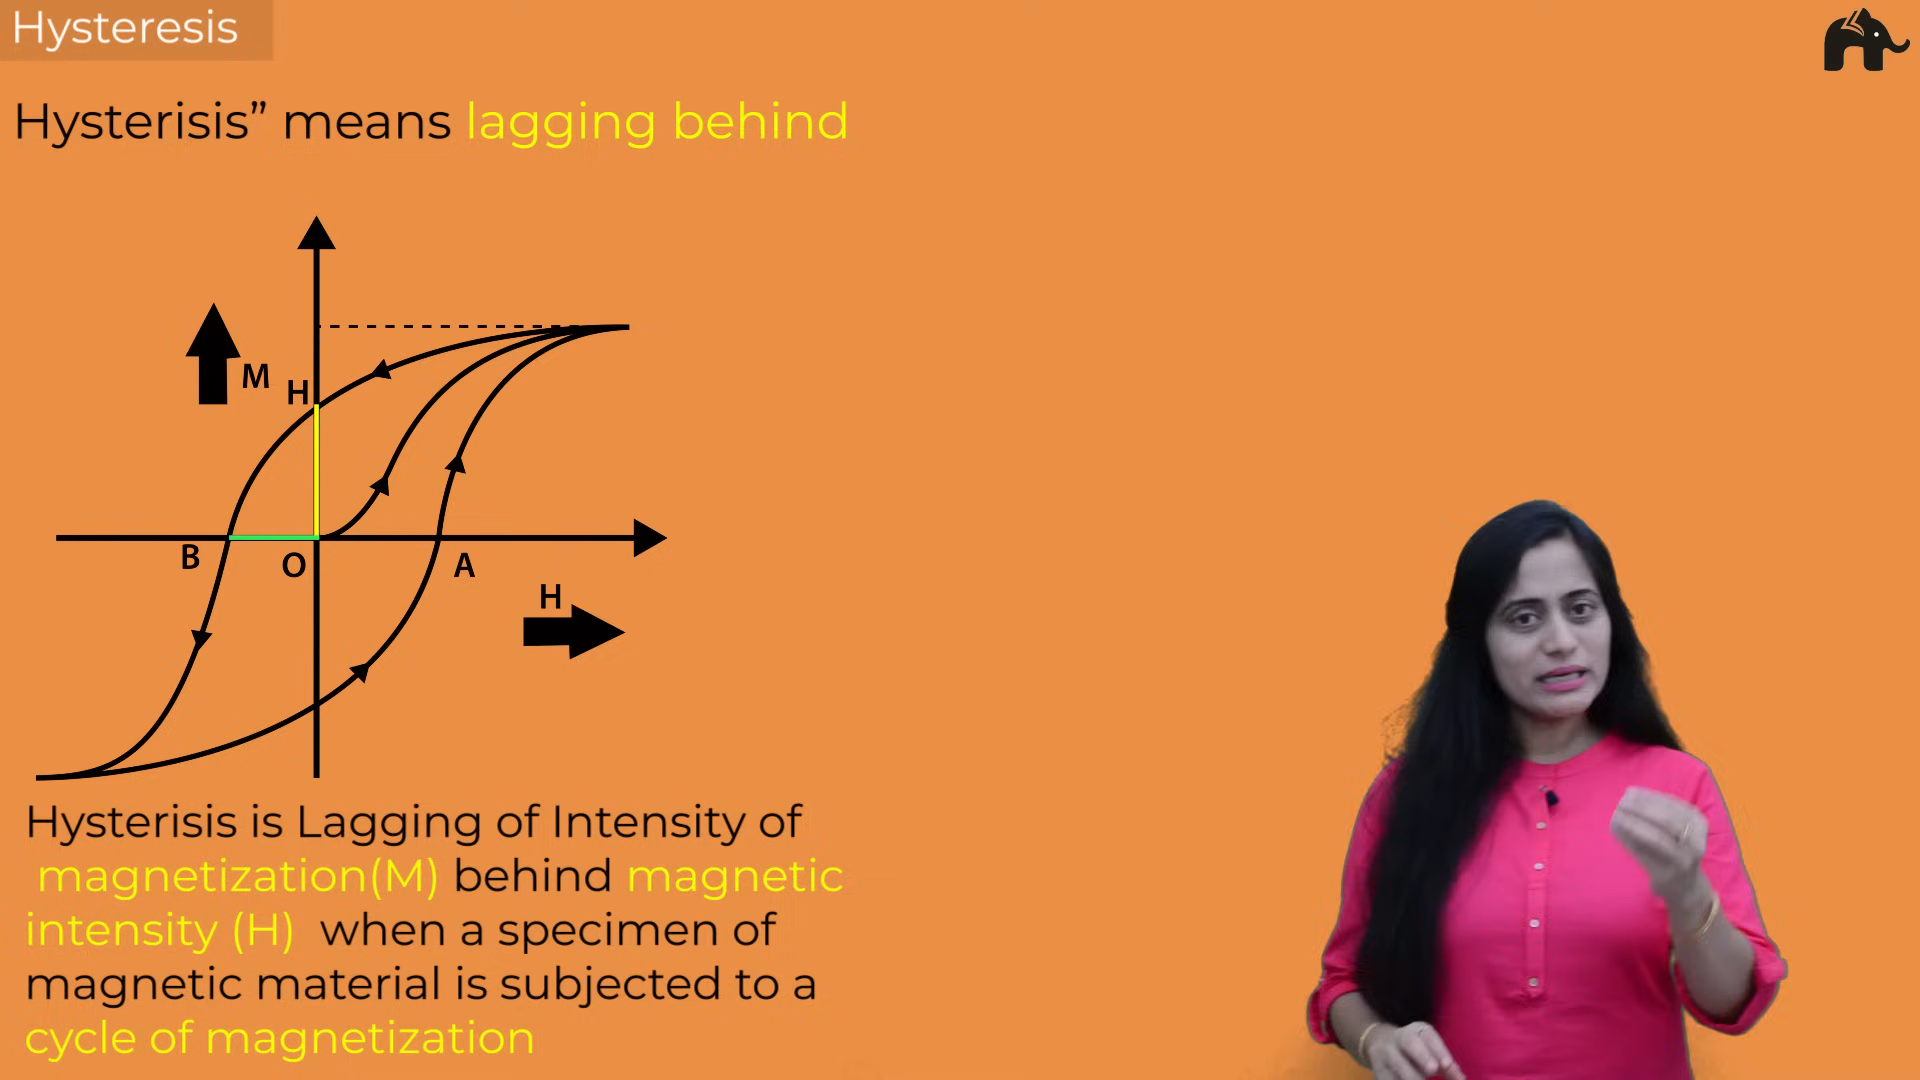 Hysteresis
Hysterisis” means lagging behind
M
H
B
O
A
H
Hysterisis is Lagging of Intensity of
magnetization(M) behind magnetic
intensity (H) when a specimen of
magnetic material is subjected to a
cycle of magnetization